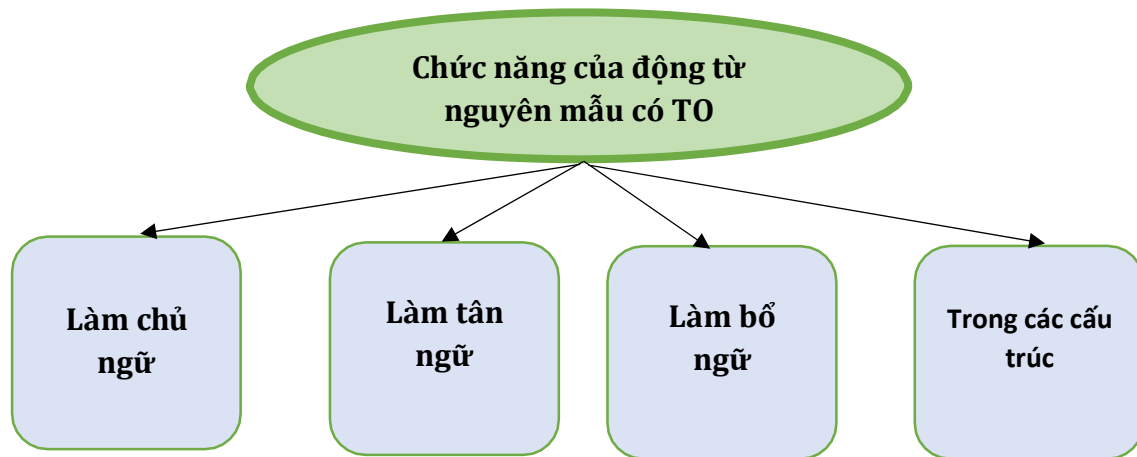 Chức năng của động từ
nguyên mẫu có TO
Làm chủ
ngữ
Làm tân
ngữ
Làm bổ
ngữ
Trong các cấu
trúc